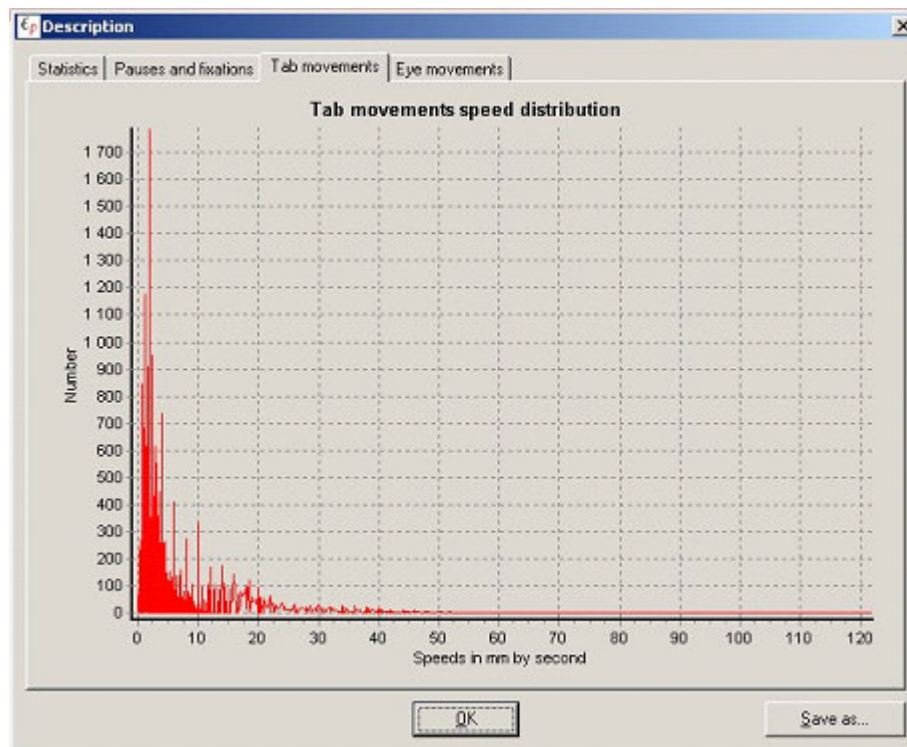 εp Description
Statistics Pauses and fixations Tab movements Eye movements
Tab movements speed distribution
1 700
1 600
1 500
1 400
1 300
1 200
1 100
1 000
900
800
700
600
500
400
300
200
100
0
Number
0 10 20 30 40 50 60 70 80 90 100 110 120
Speeds in mm by second
OK Save as...